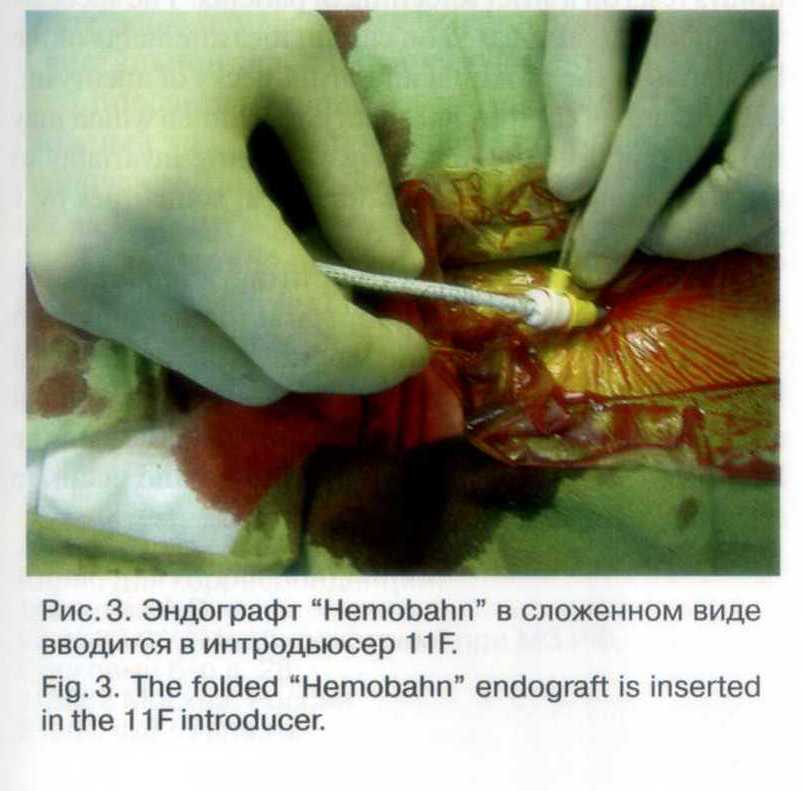 Рис. 3. Эндографт “Hemobahn” в сложенном виде
вводится в интродьюсер 11F.
Fig. 3. The folded “Hemobahn” endograft is inserted
in the 11F introducer.